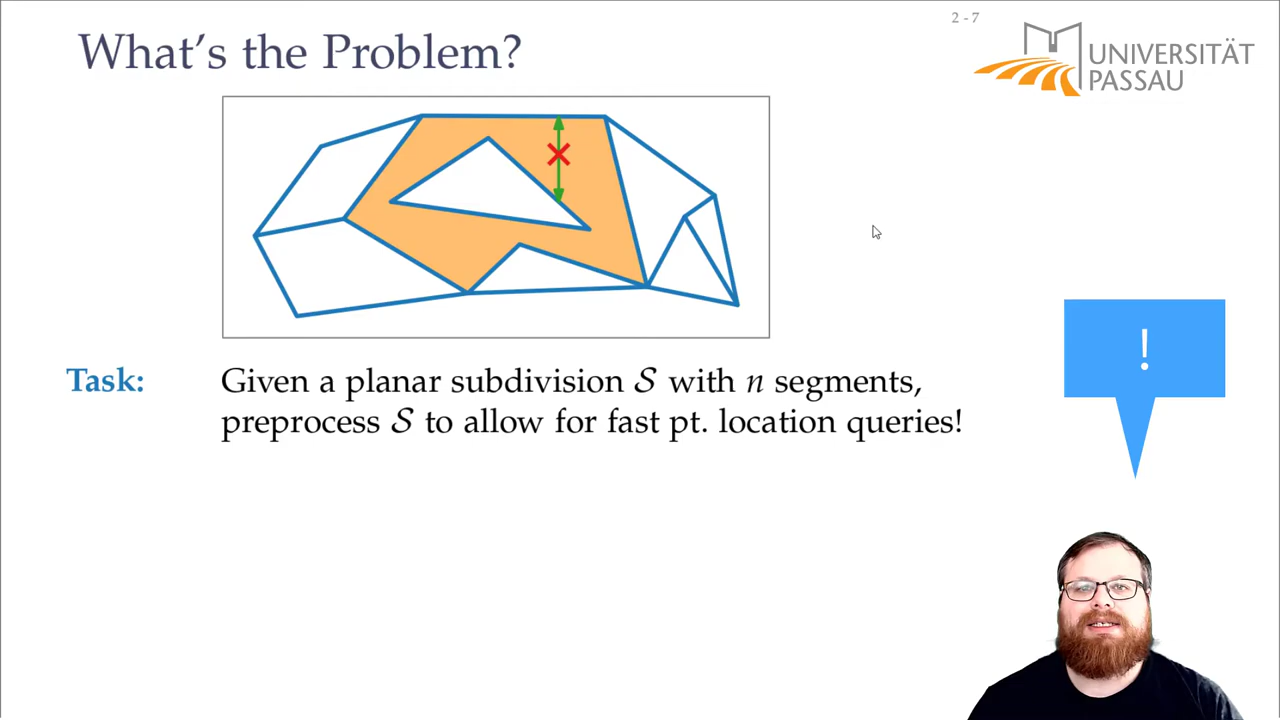 2 - 7
What's the Problem?
UNIVERSITÄT
PASSAU
Task: Given a planar subdivision 𝒮 with n segments,
preprocess 𝒮 to allow for fast pt. location queries!
!